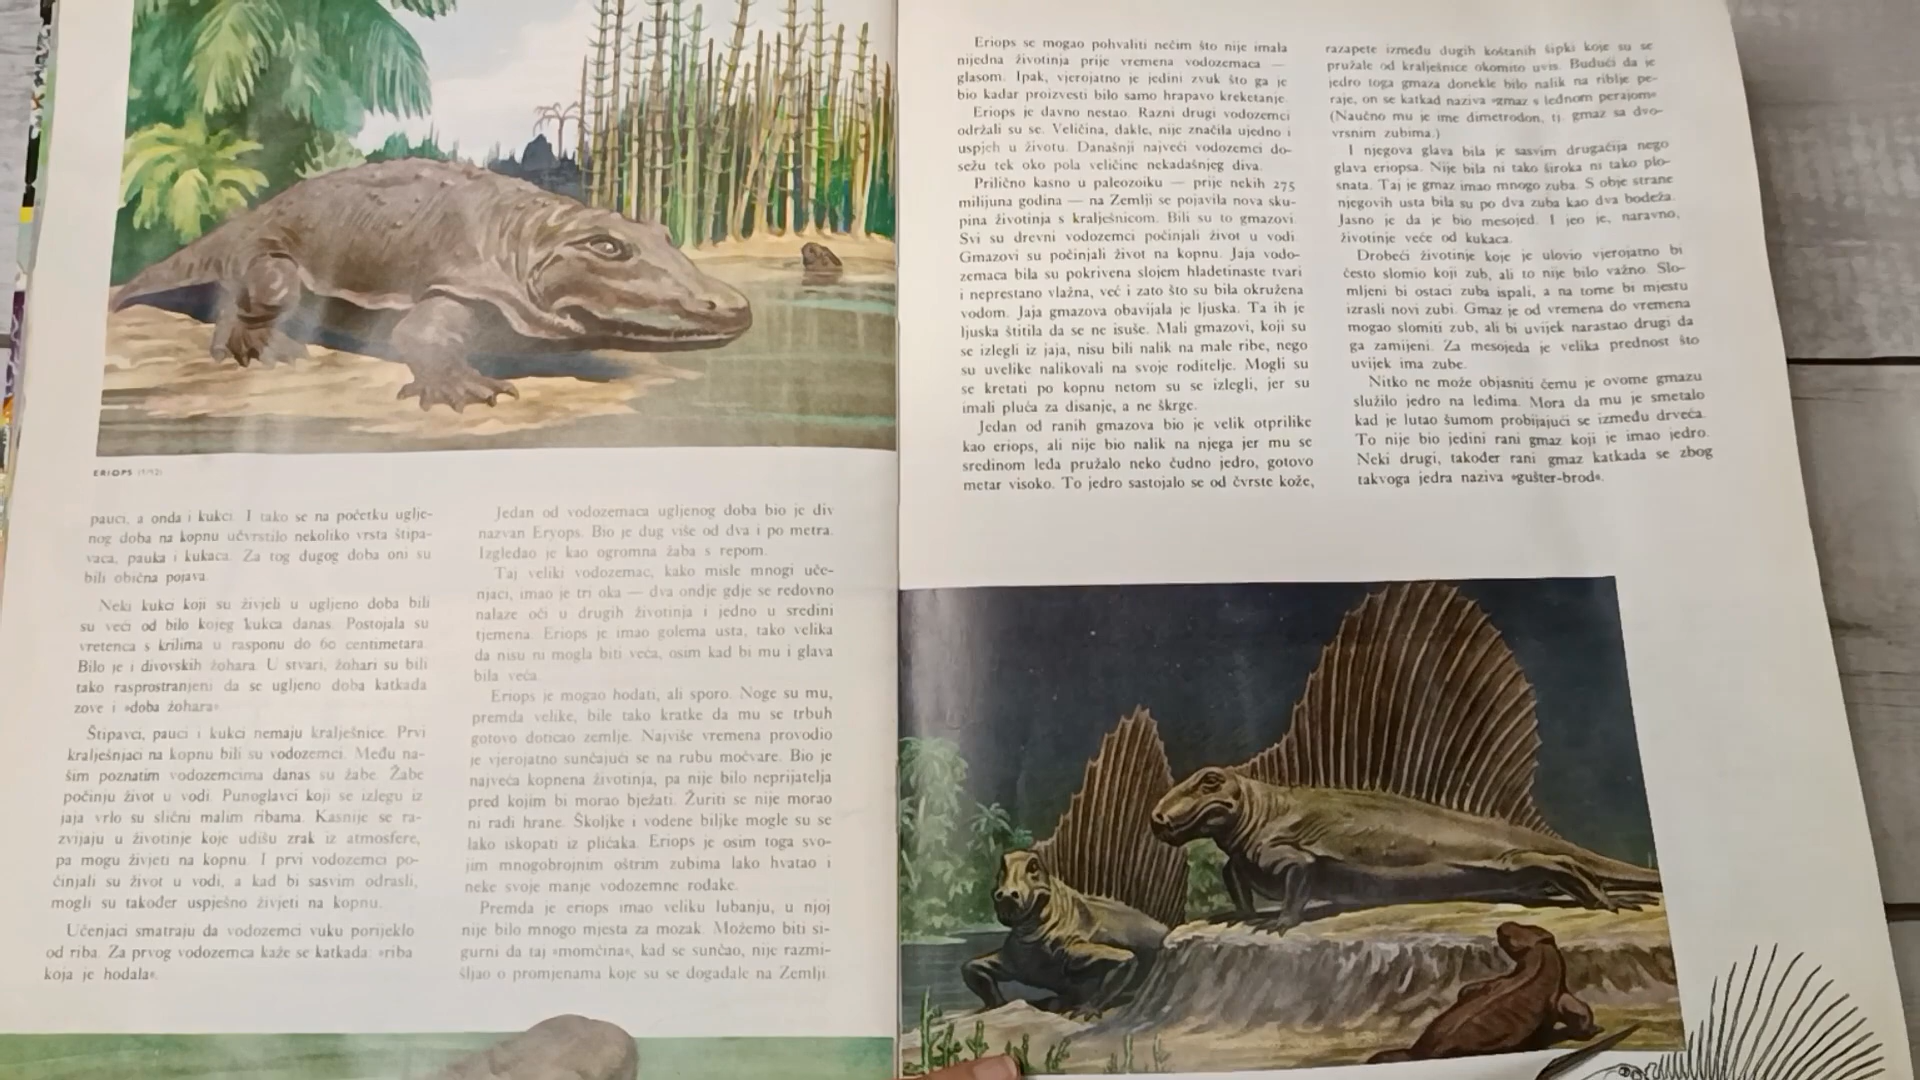 ERIOPS (1/12)
pauci, a onda i kukci. I tako se na početku uglje-
nog doba na kopnu učvrstilo nekoliko vrsta štipa-
vaca, pauka i kukaca. Za tog dugog doba oni su
bili obična pojava.
Neki kukci koji su živjeli u ugljeno doba bili
su veći od bilo kojeg kukca danas. Postojala su
vretenca s krilima u rasponu do 60 centimetara.
Bilo je i divovskih žohara. U stvari, žohari su bili
tako rasprostranjeni da se ugljeno doba katkada
zove i »doba žohara«.
Štipavci, pauci i kukci nemaju kralješnice. Prvi
kralješnjaci na kopnu bili su vodozemci. Među na-
šim poznatim vodozemcima danas su žabe. Žabe
počinju život u vodi. Punoglavci koji se izlegu iz
jaja vrlo su slični malim ribama. Kasnije se ra-
zvijaju u životinje koje udišu zrak iz atmosfere,
pa mogu živjeti na kopnu. I prvi vodozemci po-
činjali su život u vodi, a kad bi sasvim odrasli,
mogli su također uspješno živjeti na kopnu.
Učenjaci smatraju da vodozemci vuku porijeklo
od riba. Za prvog vodozemca kaže se katkada: »riba
koja je hodala«.
Jedan od vodozemaca ugljenog doba bio je div
nazvan Eryops. Bio je dug više od dva i po metra.
Izgledao je kao ogromna žaba s repom.
Taj veliki vodozemac, kako misle mnogi uče-
njaci, imao je tri oka — dva ondje gdje se redovno
nalaze oči u drugih životinja i jedno u sredini
tjemena. Eriops je imao golema usta, tako velika
da nisu ni mogla biti veća, osim kad bi mu i glava
bila veća.
Eriops je mogao hodati, ali sporo. Noge su mu,
premda velike, bile tako kratke da mu se trbuh
gotovo doticao zemlje. Najviše vremena provodio
je vjerojatno sunčajući se na rubu močvare. Bio je
najveća kopnena životinja, pa nije bilo neprijatelja
pred kojim bi morao bježati. Žuriti se nije morao
ni radi hrane. Školjke i vodene biljke mogle su se
lako iskopati iz plićaka. Eriops je osim toga svo-
jim mnogobrojnim oštrim zubima lako hvatao i
neke svoje manje vodozemne rođake.
Premda je eriops imao veliku lubanju, u njoj
nije bilo mnogo mjesta za mozak. Možemo biti si-
gurni da taj »momčina«, kad se sunčao, nije razmi-
šljao o promjenama koje su se događale na Zemlji.
Eriops se mogao pohvaliti nečim što nije imala
nijedna životinja prije vremena vodozemaca —
glasom. Ipak, vjerojatno je jedini zvuk što ga je
bio kadar proizvesti bilo samo hrapavo kreketanje.
Eriops je davno nestao. Razni drugi vodozemci
održali su se. Veličina, dakle, nije značila ujedno i
uspjeh u životu. Današnji najveći vodozemci do-
sežu tek oko pola veličine nekadašnjeg diva.
Prilično kasno u paleozoiku — prije nekih 275
milijuna godina — na Zemlji se pojavila nova sku-
pina životinja s kralješnicom. Bili su to gmazovi.
Svi su drevni vodozemci počinjali život u vodi.
Gmazovi su počinjali život na kopnu. Jaja vodo-
zemaca bila su pokrivena slojem hladetinaste tvari
i neprestano vlažna, već i zato što su bila okružena
vodom. Jaja gmazova obavijala je ljuska. Ta ih je
ljuska štitila da se ne isuše. Mali gmazovi, koji su
se izlegli iz jaja, nisu bili nalik na male ribe, nego
su uvelike nalikovali na svoje roditelje. Mogli su
se kretati po kopnu netom su se izlegli, jer su
imali pluća za disanje, a ne škrge.
Jedan od ranih gmazova bio je velik otprilike
kao eriops, ali nije bio nalik na njega jer mu se
sredinom leđa pružalo neko čudno jedro, gotovo
metar visoko. To jedro sastojalo se od čvrste kože,
razapete između dugih koštanih šipki koje su se
pružale od kralješnice okomito uvis. Budući da je
jedro toga gmaza donekle bilo nalik na riblje pe-
raje, on se katkad naziva »gmaz s leđnom perajom«
(Naučno mu je ime dimetrodon, tj. gmaz sa dvo-
vrsnim zubima.)
I njegova glava bila je sasvim drugačija nego
glava eriopsa. Nije bila ni tako široka ni tako plo-
snata. Taj je gmaz imao mnogo zuba. S obje strane
njegovih usta bila su po dva zuba kao dva bodeža.
Jasno je da je bio mesojed. I jeo je, naravno,
životinje veće od kukaca.
Drobeći životinje koje je ulovio vjerojatno bi
često slomio koji zub, ali to nije bilo važno. Slo-
mljeni bi ostaci zuba ispali, a na tome bi mjestu
izrasli novi zubi. Gmaz je od vremena do vremena
mogao slomiti zub, ali bi uvijek narastao drugi da
ga zamijeni. Za mesojeda je velika prednost što
uvijek ima zube.
Nitko ne može objasniti čemu je ovome gmazu
služilo jedro na leđima. Mora da mu je smetalo
kad je lutao šumom probijajući se između drveća.
To nije bio jedini rani gmaz koji je imao jedro.
Neki drugi, također rani gmaz katkada se zbog
takvoga jedra naziva »gušter-brod«.